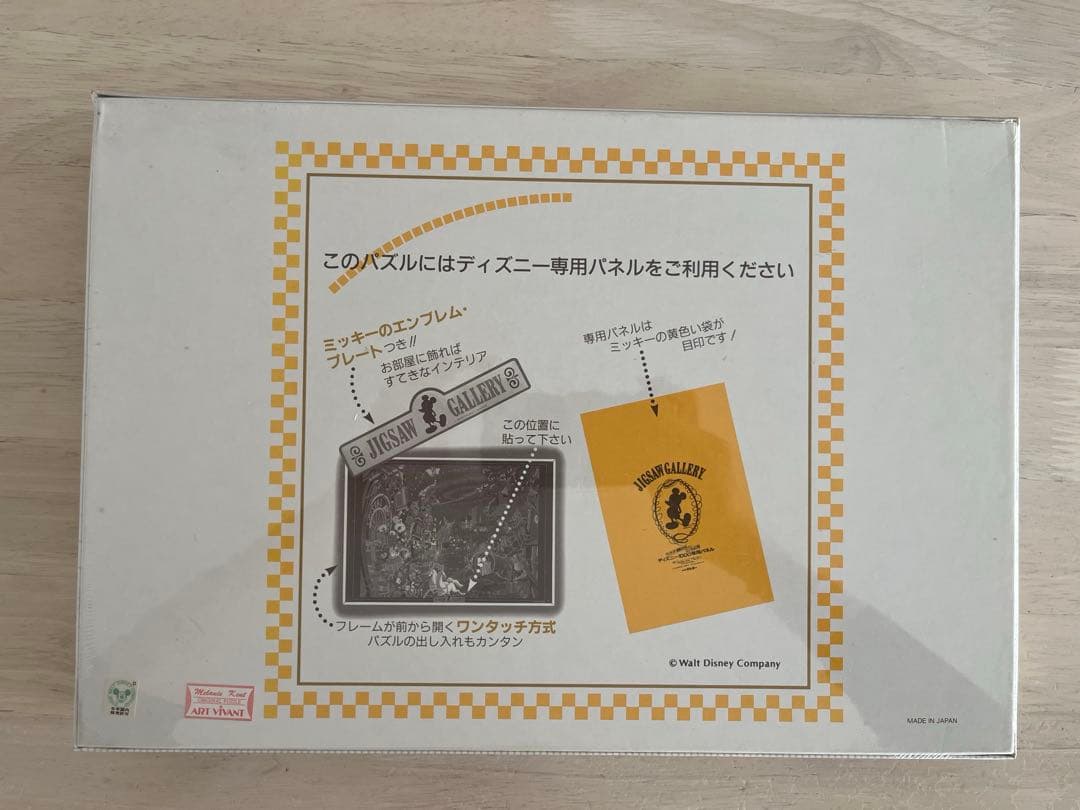 このパズルにはディズニー専用パネルをご利用ください
ミッキーのエンブレム・
プレートつき!!
お部屋に飾れば
すてきなインテリア
JIGSAW GALLERY
この位置に
貼って下さい
専用パネルは
ミッキーの黄色い袋が
目印です!
JIGSAW GALLERY
フレームが前から開くワンタッチ方式
パズルの出し入れもカンタン
©Walt Disney Company
Melanie Kent
ART VIVANT
MADE IN JAPAN